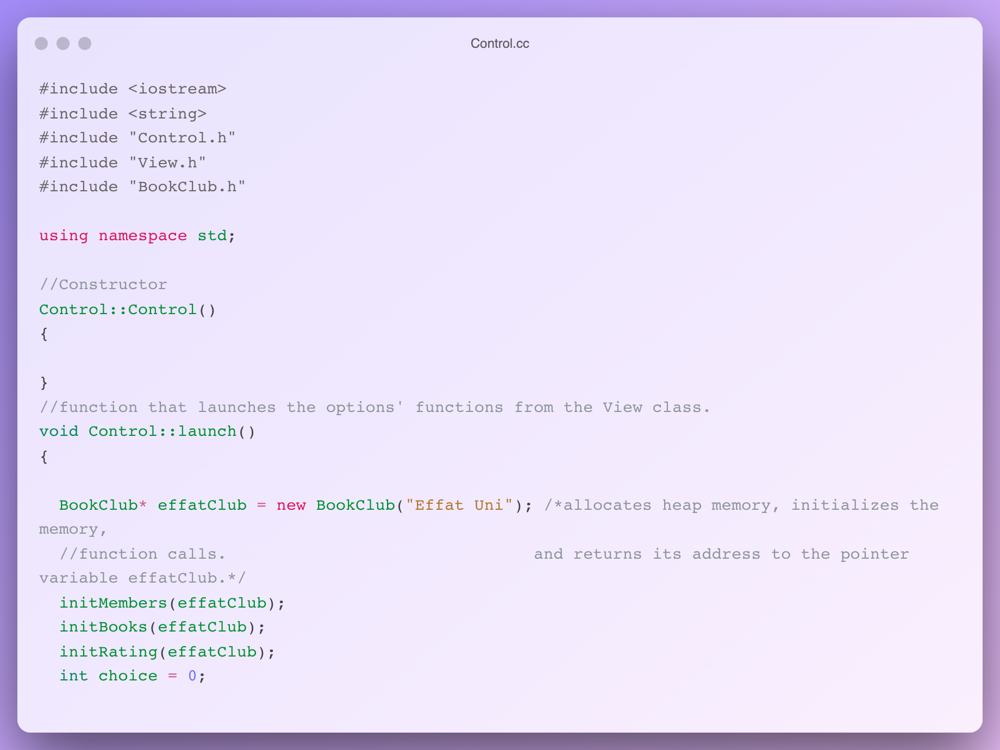 Control.cc
#include <iostream>
#include <string>
#include "Control.h"
#include "View.h"
#include "BookClub.h"
using namespace std;
//Constructor
Control::Control()
{
}
//function that launches the options' functions from the View class.
void Control::launch()
{
BookClub* effatClub = new BookClub("Effat Uni"); /*allocates heap memory, initializes the
memory,
//function calls. and returns its address to the pointer
variable effatClub.*/
initMembers(effatClub);
initBooks(effatClub);
initRating(effatClub);
int choice = 0;